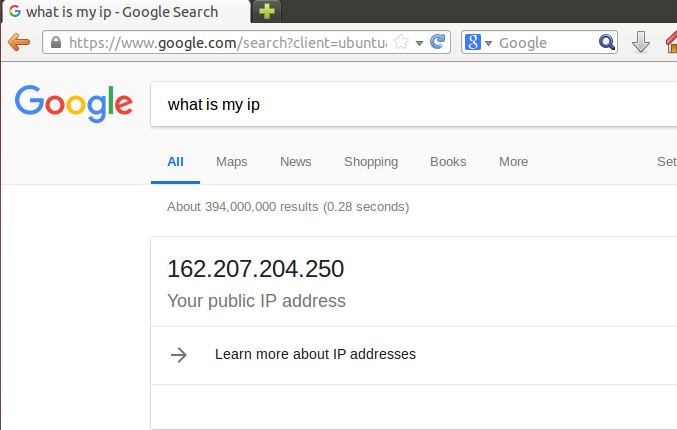 what is my ip - Google Search
https://www.google.com/search?client=ubuntu
Google
Google
what is my ip
All Maps News Shopping Books More Set
About 394,000,000 results (0.28 seconds)
162.207.204.250
Your public IP address
Learn more about IP addresses